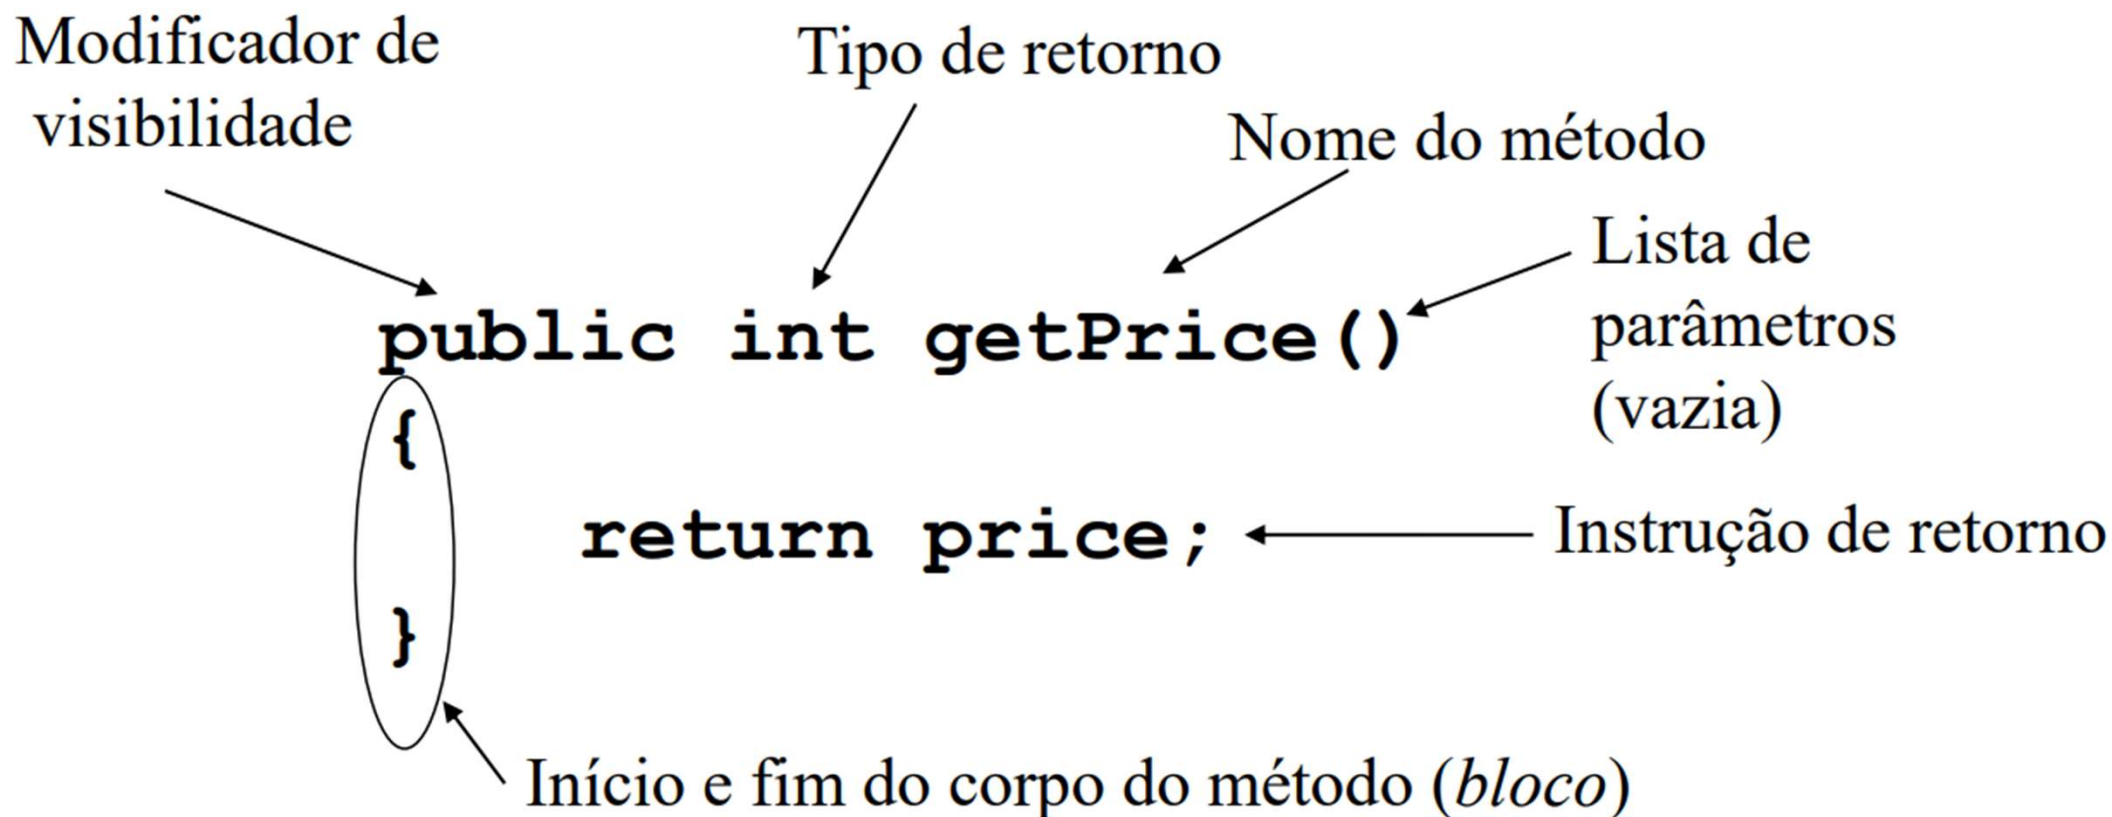 Modificador de
visibilidade
Tipo de retorno
Nome do método
Lista de
parâmetros
(vazia)
public int getPrice()
{
return price;
Instrução de retorno
}
Início e fim do corpo do método (bloco)